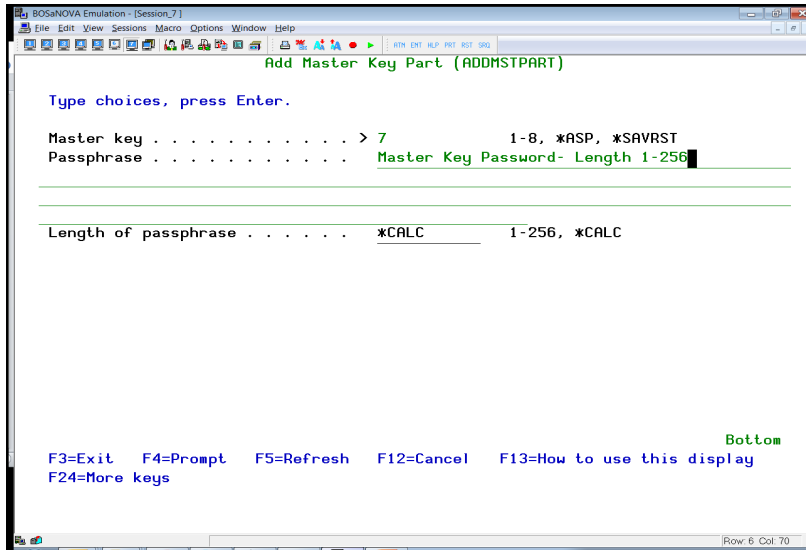 BOSaNOVA Emulation - [Session_7 ]
File Edit View Sessions Macro Options Window Help
ATN ENT HLP PRT RST SRQ
Add Master Key Part (ADDMSTPART)
Type choices, press Enter.
Master key . . . . . . . . . . . > 7 1-8, *ASP, *SAVRST
Passphrase . . . . . . . . . . . Master Key Password- Length 1-256
Length of passphrase . . . . . . *CALC 1-256, *CALC
Bottom
F3=Exit F4=Prompt F5=Refresh F12=Cancel F13=How to use this display
F24=More keys
Row: 6 Col: 70